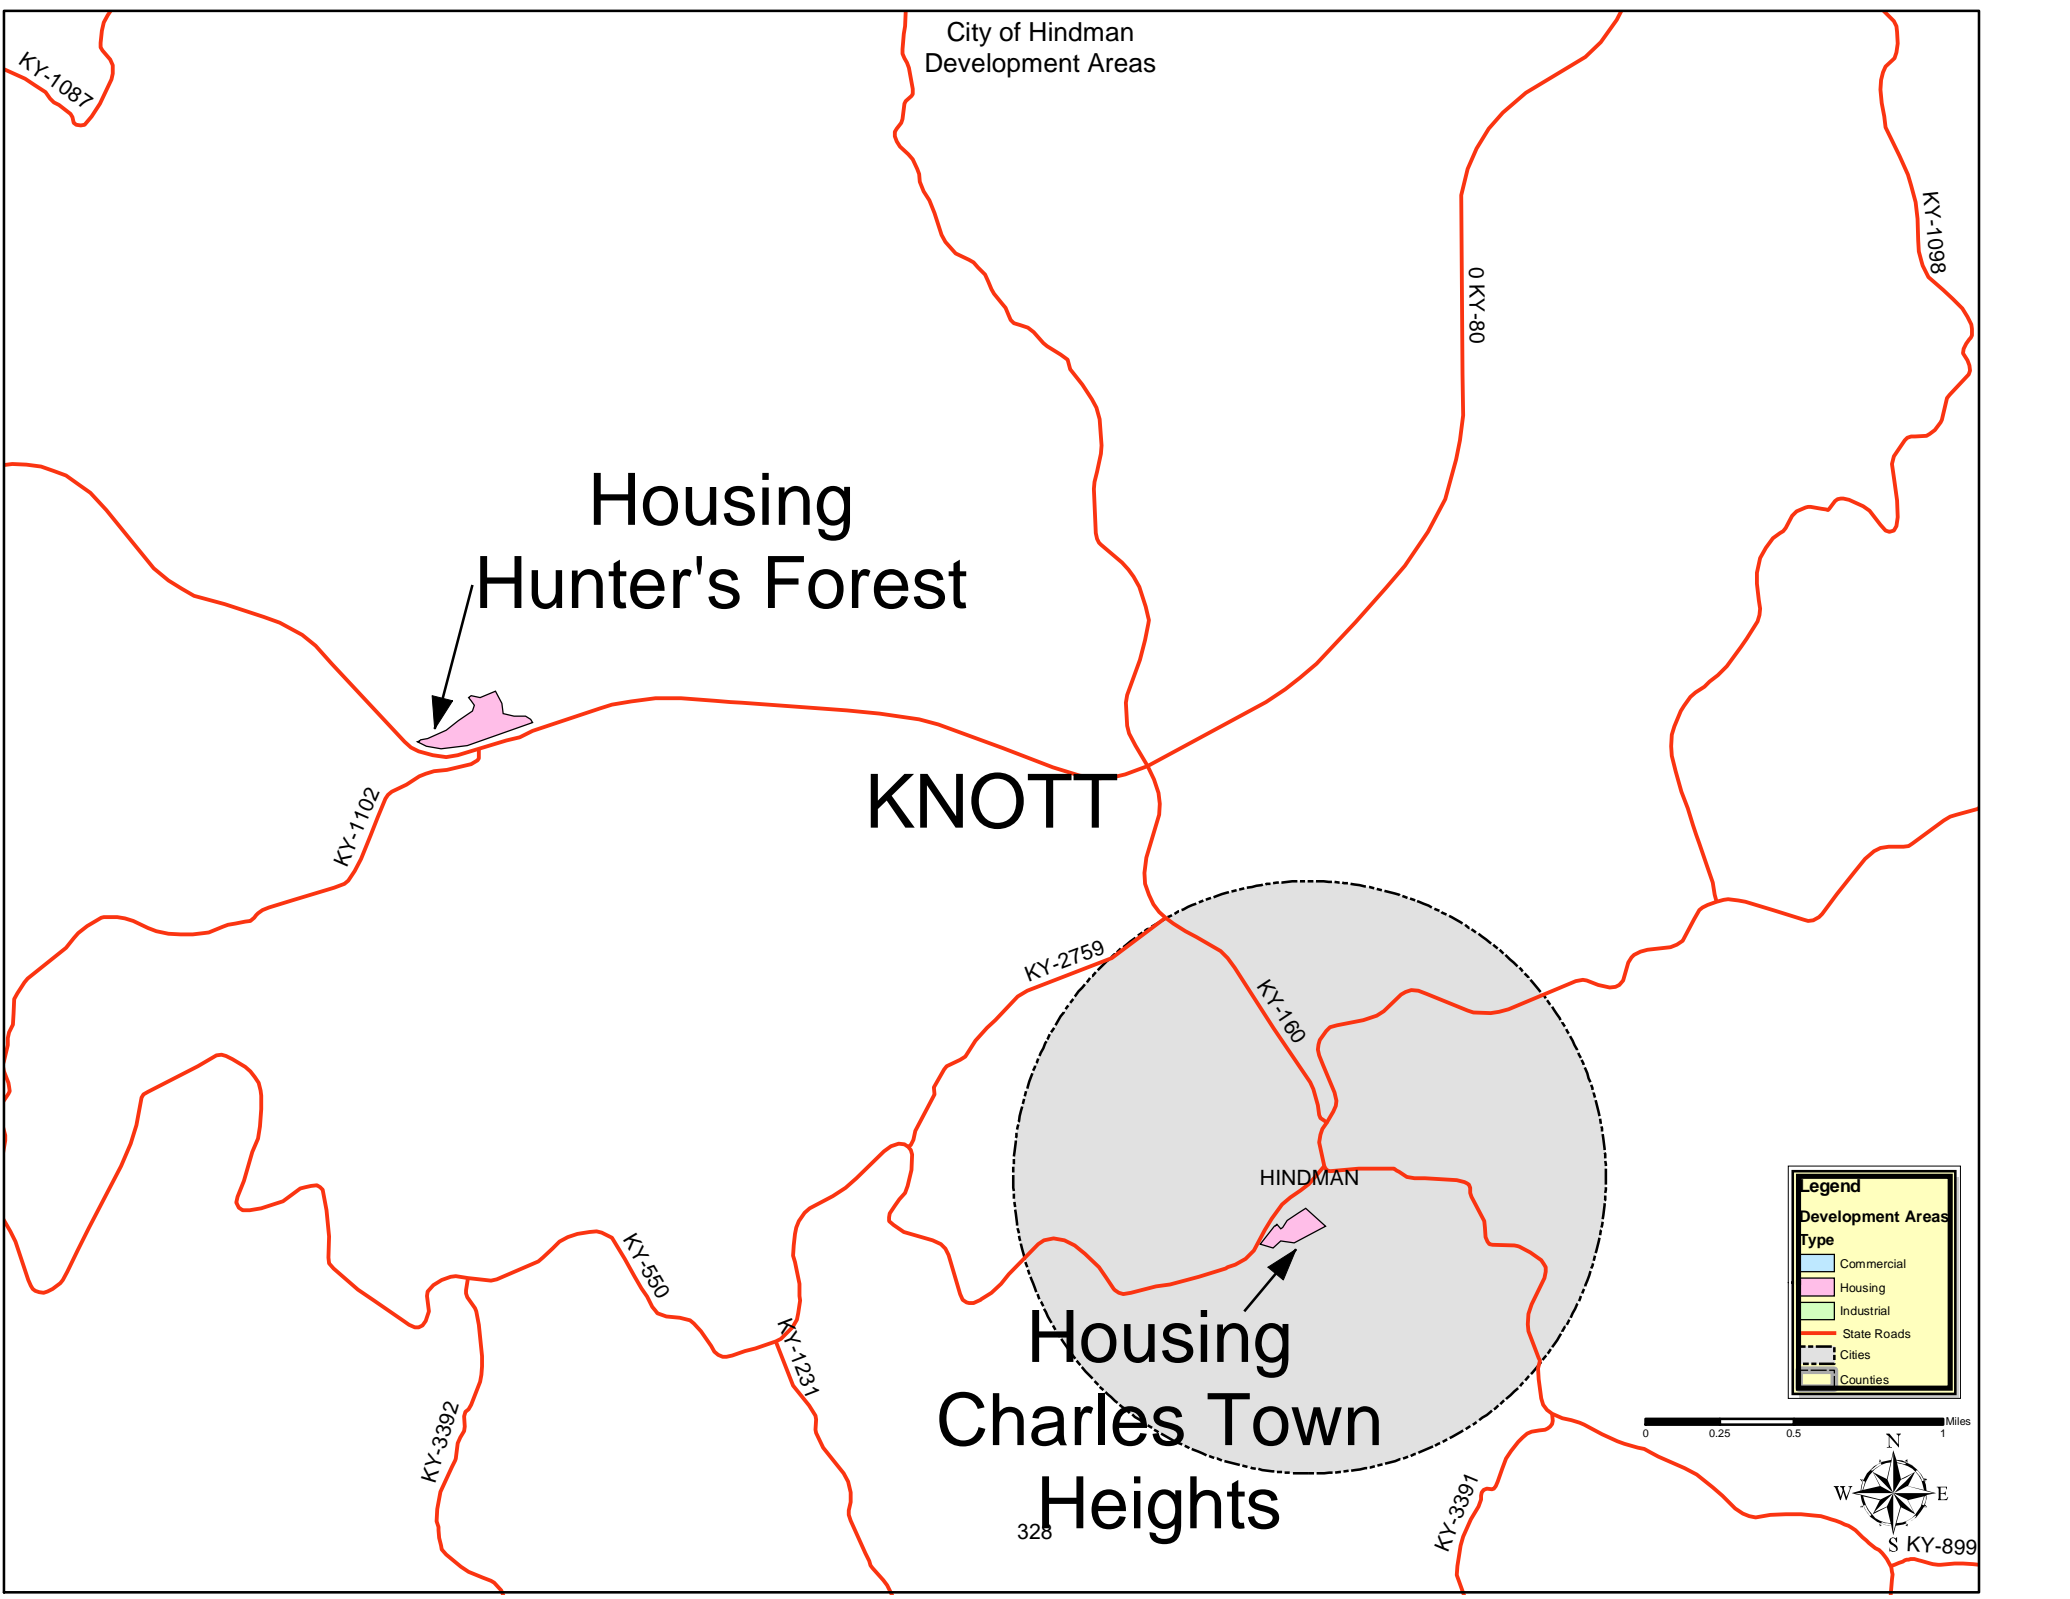 City of Hindman
Development Areas
KY-1087
KY-1098
0 KY-80
Housing
Hunter's Forest
KNOTT
KY-1102
KY-2759
KY-160
HINDMAN
KY-550
KY-1231
KY-3392
Housing
Charles Town
Heights
328
KY-3391
KY-899
Legend
Development Areas
Type
Commercial
Housing
Industrial
State Roads
Cities
Counties
Miles
0 0.25 0.5 1
N
W E
S